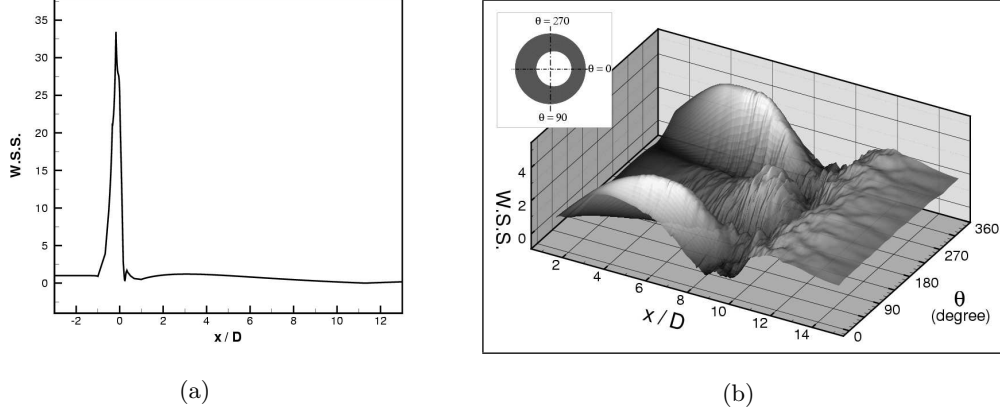 35
30
25
20
15
10
5
0
W.S.S.
-2 0 2 4 6 8 10 12
x / D
(a)
θ = 270
θ = 0
θ = 90
4
2
0
W.S.S.
2 4 6 8 10 12 14
x / D
0 90 180 270 360
θ
(degree)
(b)